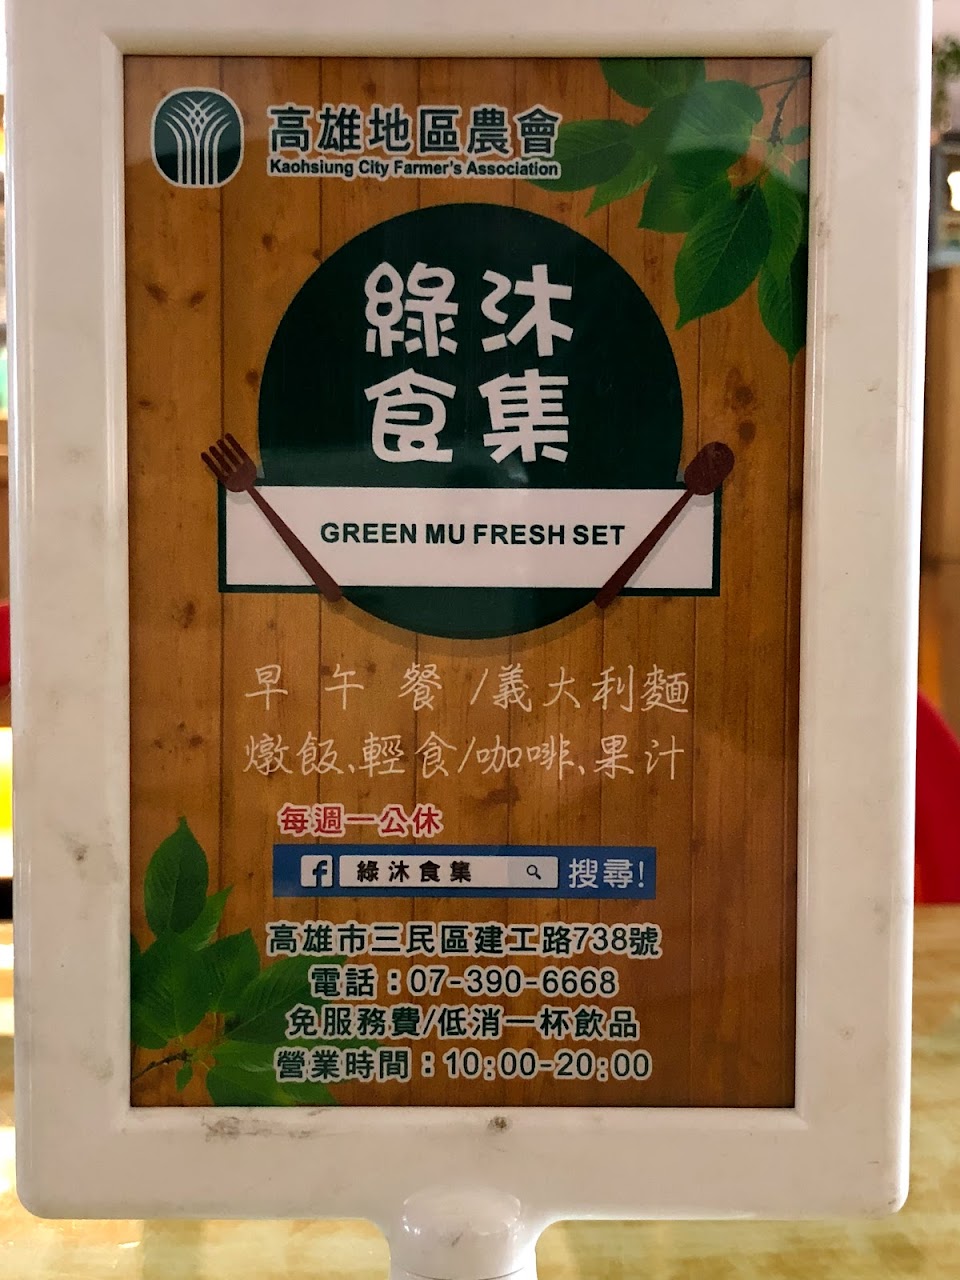 高雄地區農會
Kaohsiung City Farmer's Association
綠沐
食集
GREEN MU FRESH SET
早午餐/義大利麵
燉飯、輕食/咖啡、果汁
每週一公休
f 綠沐食集 搜尋!
高雄市三民區建工路738號
電話：07-390-6668
免服務費/低消一杯飲品
營業時間：10:00-20:00